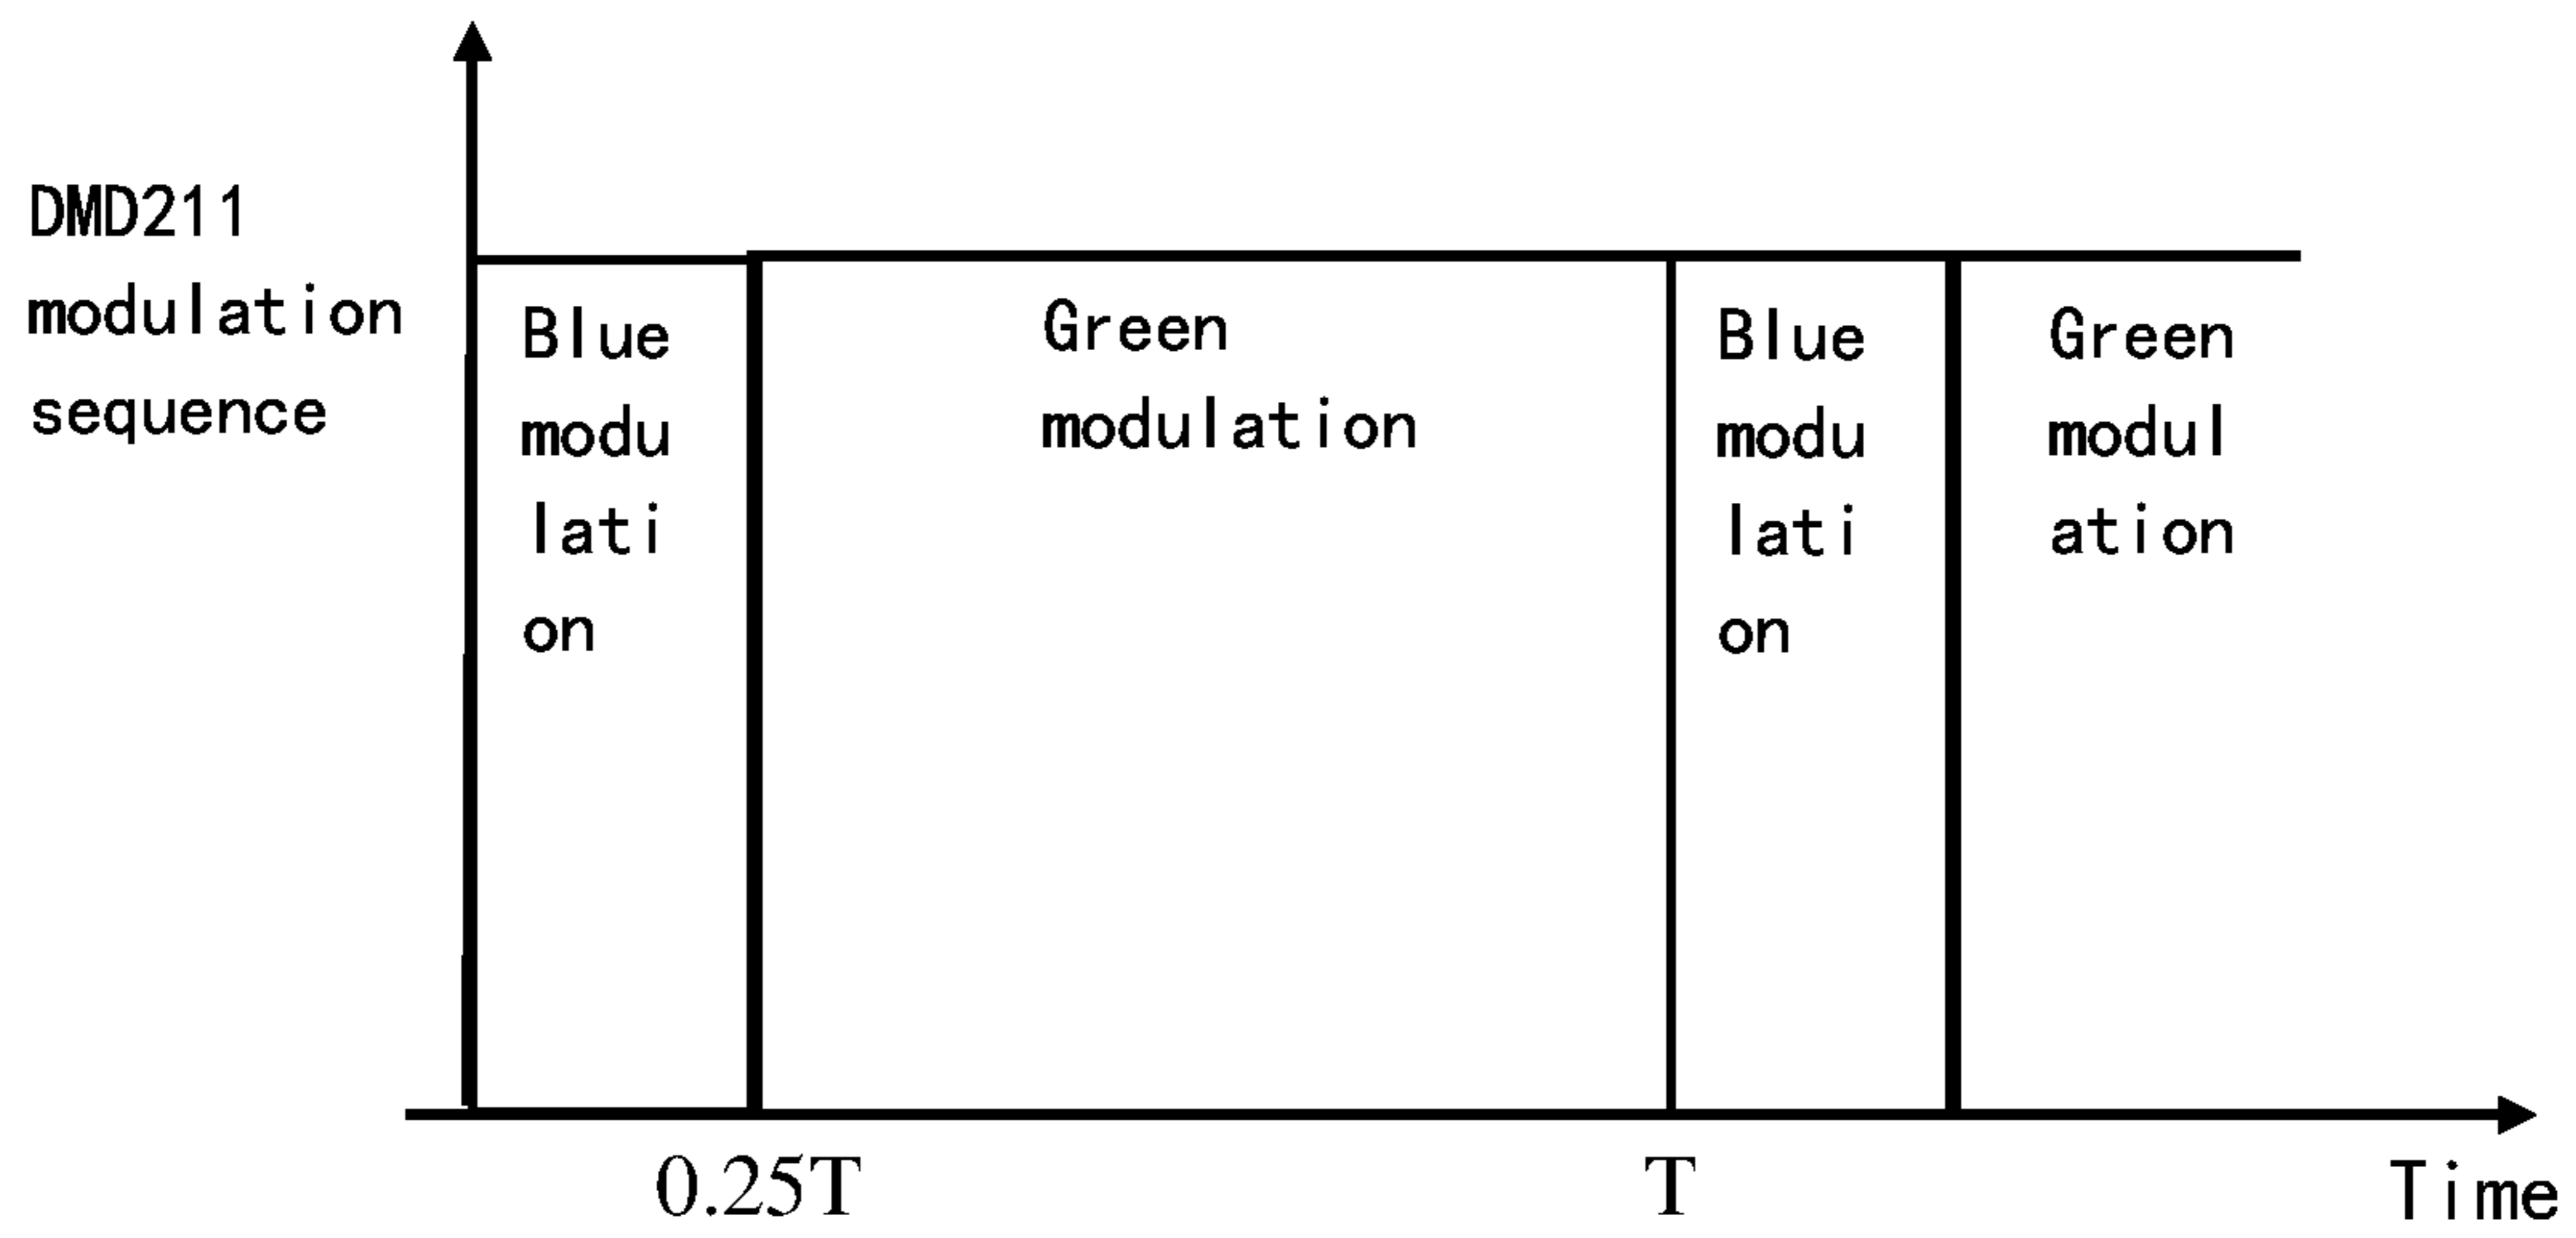 DMD211
modulation
sequence
Blue
modu
lati
on
Green
modulation
Blue
modu
lati
on
Green
modul
ation
0.25T
T
Time